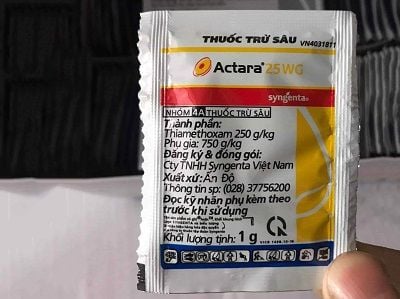 THUỐC TRỪ SÂU
VN4031811
Actara® 25WG
syngenta®
NHÓM 4A THUỐC TRỪ SÂU
Thành phần:
Thiamethoxam 250 g/kg
Phụ gia: 750 g/kg
Đăng ký & đóng gói:
Cty TNHH Syngenta Việt Nam
Xuất xứ: Ấn Độ
Thông tin sp: (028) 37756200
Đọc kỹ nhãn phụ kèm theo
trước khi sử dụng
Khối lượng tịnh: 1 g